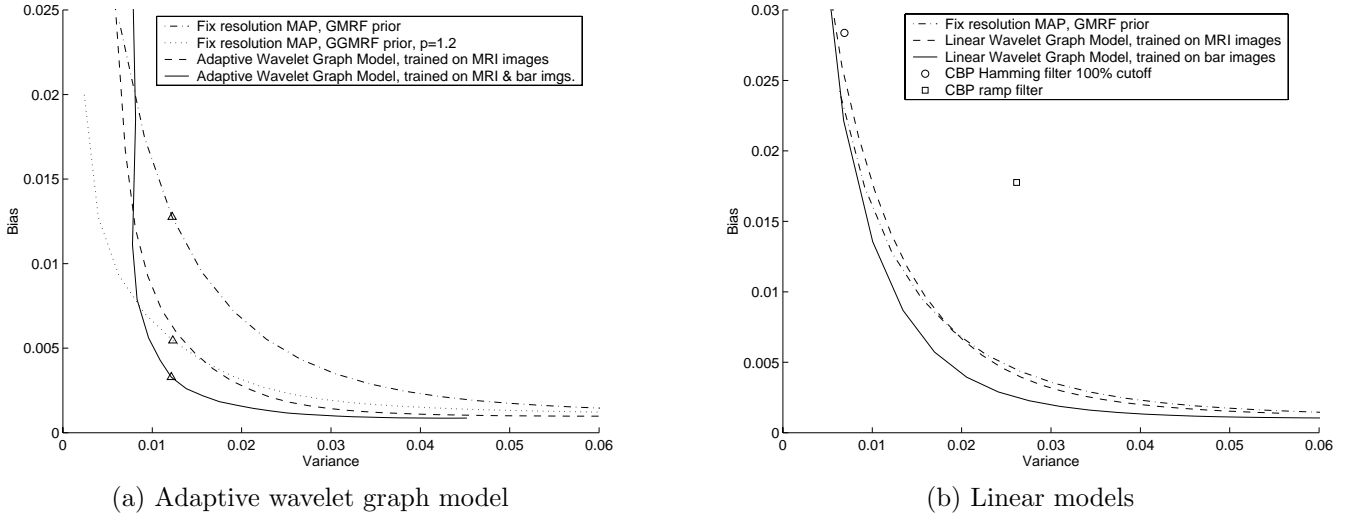 0.025
0.02
0.015
0.01
0.005
0
Bias
0
0.01
0.02
0.03
0.04
0.05
0.06
Variance
Fix resolution MAP, GMRF prior
Fix resolution MAP, GGMRF prior, p=1.2
Adaptive Wavelet Graph Model, trained on MRI images
Adaptive Wavelet Graph Model, trained on MRI & bar imgs.
(a) Adaptive wavelet graph model
0.03
0.025
0.02
0.015
0.01
0.005
0
Bias
0
0.01
0.02
0.03
0.04
0.05
0.06
Variance
Fix resolution MAP, GMRF prior
Linear Wavelet Graph Model, trained on MRI images
Linear Wavelet Graph Model, trained on bar images
CBP Hamming filter 100% cutoff
CBP ramp filter
(b) Linear models